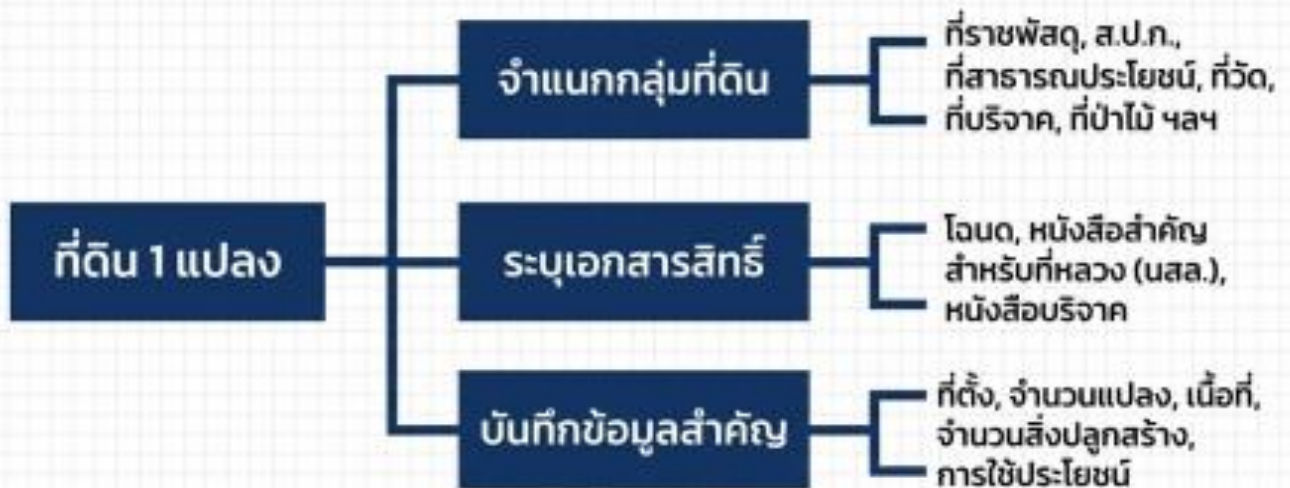 ที่ดิน 1 แปลง
จำแนกกลุ่มที่ดิน
ที่ราชพัสดุ, ส.ป.ก.,
ที่สาธารณประโยชน์, ที่วัด,
ที่บริจาค, ที่ป่าไม้ ฯลฯ
ระบุเอกสารสิทธิ์
โฉนด, หนังสือสำคัญ
สำหรับที่หลวง (นสล.),
หนังสือบริจาค
บันทึกข้อมูลสำคัญ
ที่ตั้ง, จำนวนแปลง, เนื้อที่,
จำนวนสิ่งปลูกสร้าง,
การใช้ประโยชน์